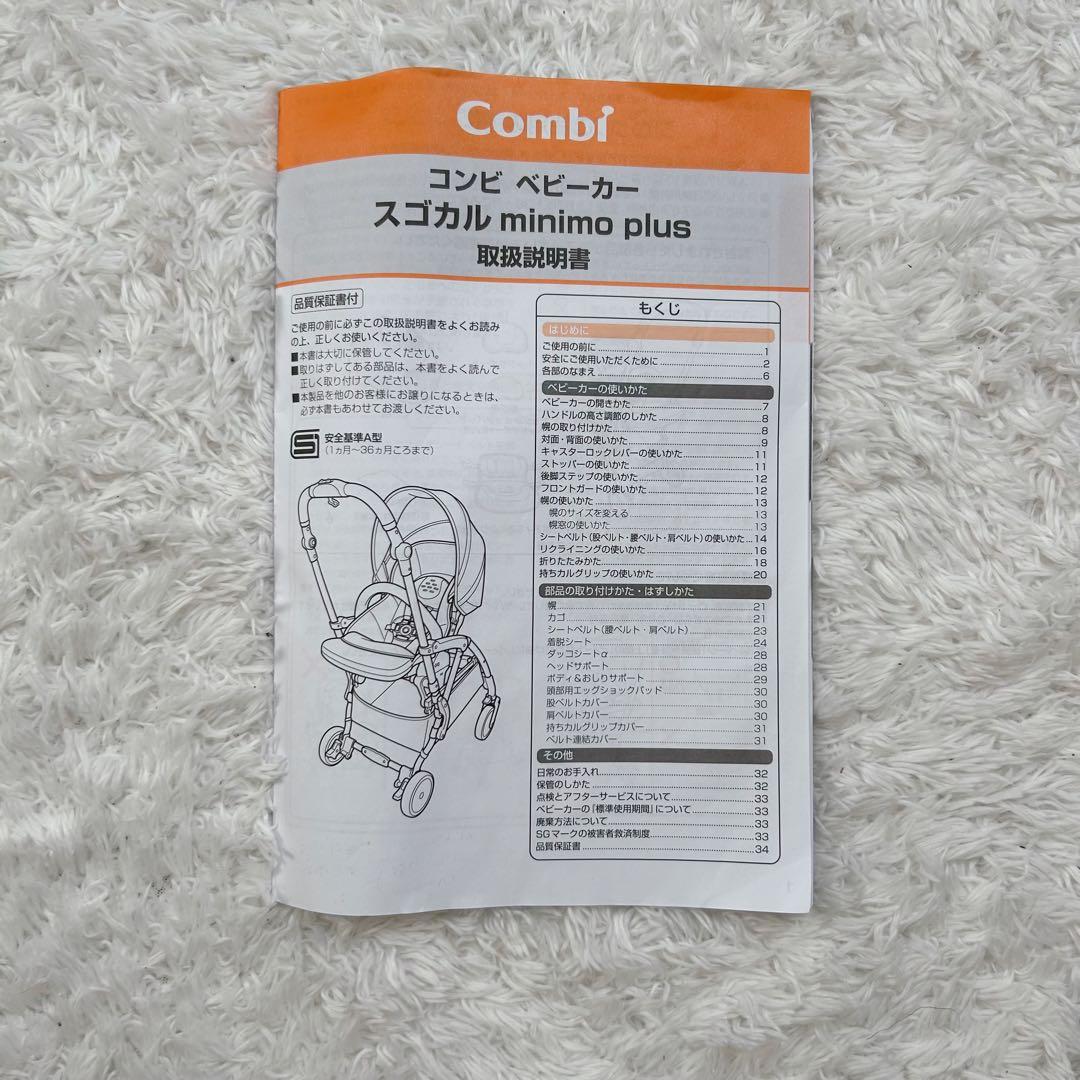 Combi
コンビ ベビーカー
スゴカル minimo plus
取扱説明書
品質保証書付
ご使用の前に必ずこの取扱説明書をよくお読み
の上、正しくお使いください。
■本書は大切に保管してください。
■取りはずしてある部品は、本書をよく読んで
正しく取り付けてください。
■本製品を他のお客様にお譲りになるときは、
必ず本書もあわせてお渡しください。
安全基準A型
(1ヵ月〜36ヵ月ころまで)
もくじ
はじめに
ご使用の前に 1
安全にご使用いただくために 2
各部のなまえ 6
ベビーカーの使いかた
ベビーカーの開きかた 7
ハンドルの高さ調節のしかた 8
幌の取り付けかた 8
対面・背面の使いかた 9
キャスターロックレバーの使いかた 11
ストッパーの使いかた 11
後脚ステップの使いかた 12
フロントガードの使いかた 12
幌の使いかた 13
幌のサイズを変える 13
幌窓の使いかた 13
シートベルト(股ベルト・腰ベルト・肩ベルト)の使いかた 14
リクライニングの使いかた 16
折りたたみかた 18
持ちカルグリップの使いかた 20
部品の取り付けかた・はずしかた
幌 21
カゴ 21
シートベルト(腰ベルト・肩ベルト) 23
着脱シート 24
ダッコシートα 28
ヘッドサポート 28
ボディ&おしりサポート 29
頭部用エッグショックパッド 30
股ベルトカバー 30
肩ベルトカバー 30
持ちカルグリップカバー 31
ベルト連結カバー 31
その他
日常のお手入れ 32
保管のしかた 32
点検とアフターサービスについて 33
ベビーカーの「標準使用期間」について 33
廃棄方法について 33
SGマークの被害者救済制度 33
品質保証書 34